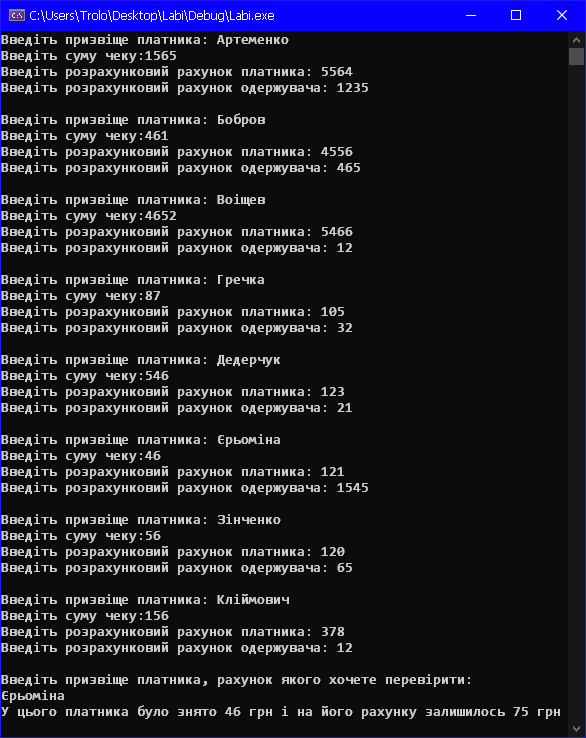 C:\Users\Trolo\Desktop\Labi\Debug\Labi.exe
Введіть призвіще платника: Артеменко
Введіть суму чеку:1565
Введіть розрахунковий рахунок платника: 5564
Введіть розрахунковий рахунок одержувача: 1235
Введіть призвіще платника: Бобров
Введіть суму чеку:461
Введіть розрахунковий рахунок платника: 4556
Введіть розрахунковий рахунок одержувача: 465
Введіть призвіще платника: Воіщев
Введіть суму чеку:4652
Введіть розрахунковий рахунок платника: 5466
Введіть розрахунковий рахунок одержувача: 12
Введіть призвіще платника: Гречка
Введіть суму чеку:87
Введіть розрахунковий рахунок платника: 105
Введіть розрахунковий рахунок одержувача: 32
Введіть призвіще платника: Дедерчук
Введіть суму чеку:546
Введіть розрахунковий рахунок платника: 123
Введіть розрахунковий рахунок одержувача: 21
Введіть призвіще платника: Єрьоміна
Введіть суму чеку:46
Введіть розрахунковий рахунок платника: 121
Введіть розрахунковий рахунок одержувача: 1545
Введіть призвіще платника: Зінченко
Введіть суму чеку:56
Введіть розрахунковий рахунок платника: 120
Введіть розрахунковий рахунок одержувача: 65
Введіть призвіще платника: Клiймович
Введіть суму чеку:156
Введіть розрахунковий рахунок платника: 378
Введіть розрахунковий рахунок одержувача: 12
Введіть призвіще платника, рахунок якого хочете перевірити:
Єрьоміна
У цього платника було знято 46 грн і на його рахунку залишилось 75 грн